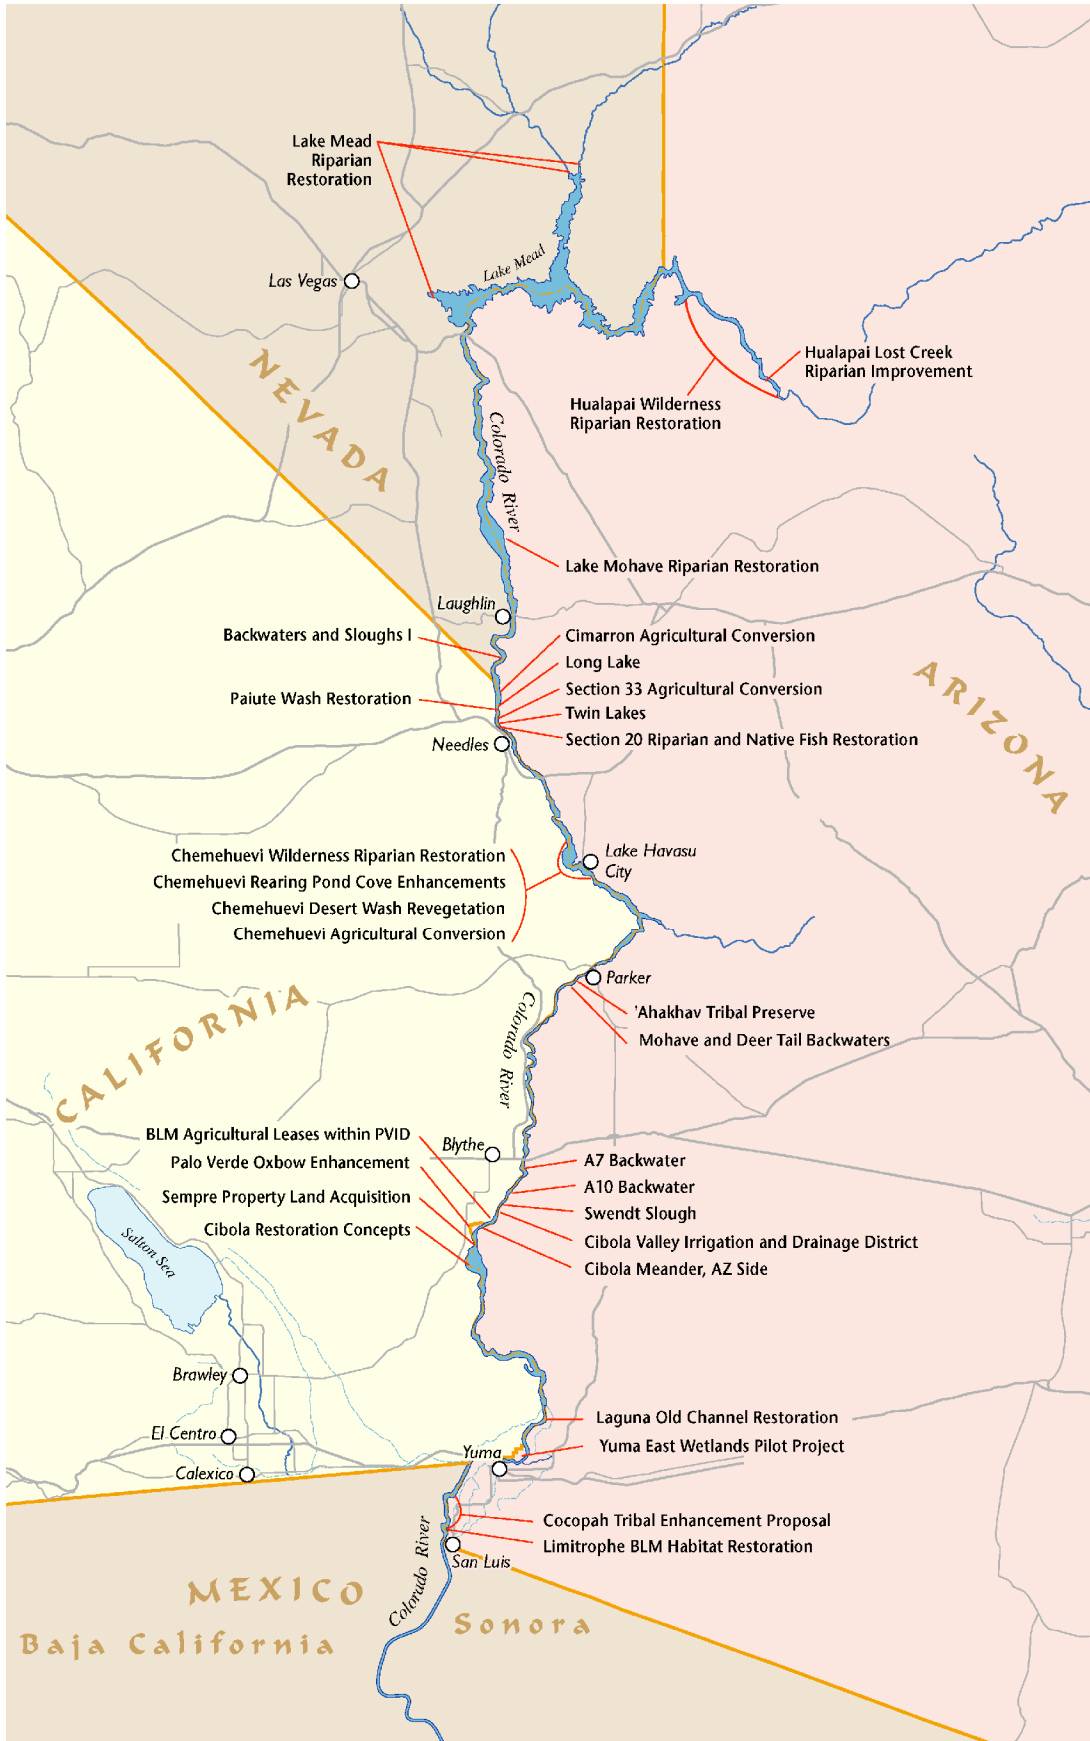 Lake Mead
Riparian
Restoration
Lake Mead
Las Vegas
NEVADA
Hualapai Lost Creek
Riparian Improvement
Hualapai Wilderness
Riparian Restoration
Colorado River
Lake Mohave Riparian Restoration
Laughlin
Backwaters and Sloughs I
Cimarron Agricultural Conversion
Long Lake
Section 33 Agricultural Conversion
Paiute Wash Restoration
Twin Lakes
Section 20 Riparian and Native Fish Restoration
Needles
ARIZONA
Chemehuevi Wilderness Riparian Restoration
Chemehuevi Rearing Pond Cove Enhancements
Chemehuevi Desert Wash Revegetation
Chemehuevi Agricultural Conversion
Lake Havasu
City
Parker
'Ahakhav Tribal Preserve
Mohave and Deer Tail Backwaters
CALIFORNIA
Colorado River
BLM Agricultural Leases within PVID
Palo Verde Oxbow Enhancement
Sempre Property Land Acquisition
Cibola Restoration Concepts
Blythe
A7 Backwater
A10 Backwater
Swendt Slough
Cibola Valley Irrigation and Drainage District
Cibola Meander, AZ Side
Salton Sea
Brawley
El Centro
Calexico
Laguna Old Channel Restoration
Yuma East Wetlands Pilot Project
Yuma
Cocopah Tribal Enhancement Proposal
Limitrophe BLM Habitat Restoration
San Luis
Colorado River
MEXICO
Baja California
Sonora